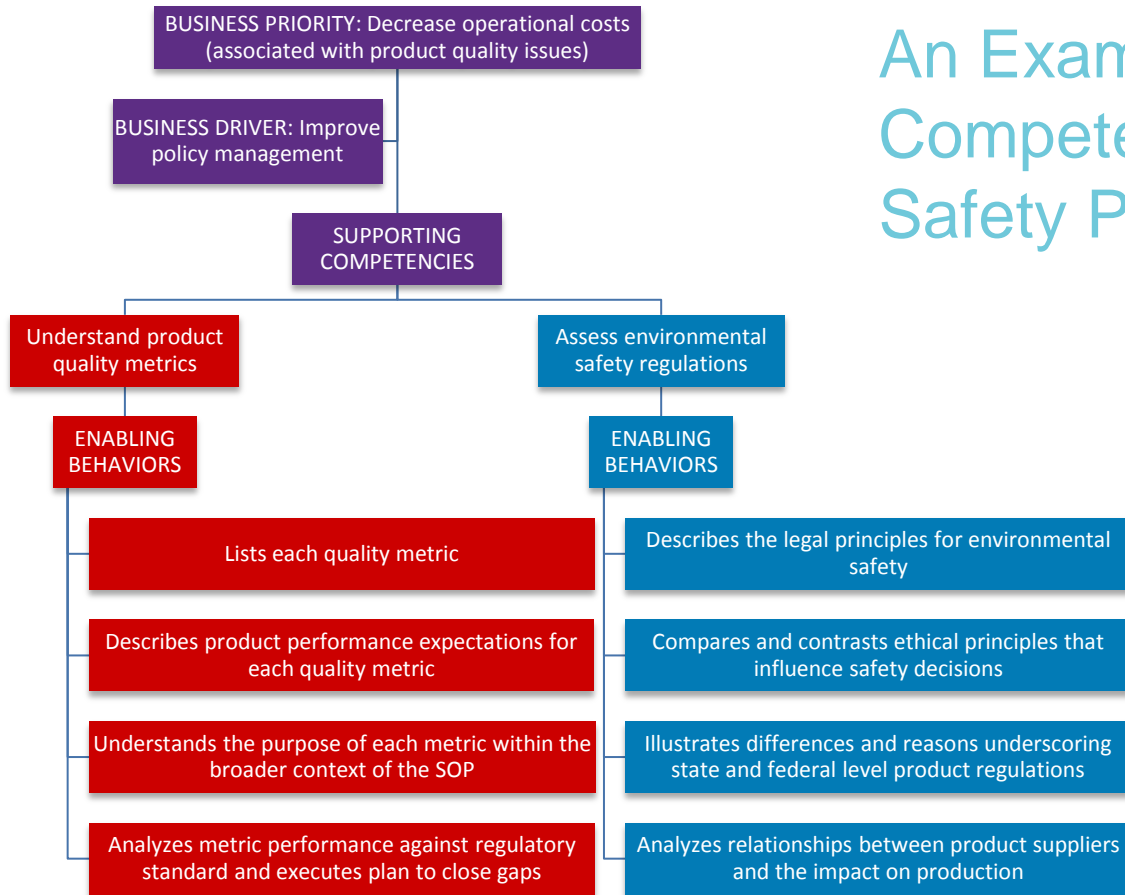 BUSINESS PRIORITY: Decrease operational costs
(associated with product quality issues)
An Exam
Compete
Safety P
BUSINESS DRIVER: Improve
policy management
SUPPORTING
COMPETENCIES
Understand product
quality metrics
Assess environmental
safety regulations
ENABLING
BEHAVIORS
ENABLING
BEHAVIORS
Lists each quality metric
Describes product performance expectations for
each quality metric
Understands the purpose of each metric within the
broader context of the SOP
Analyzes metric performance against regulatory
standard and executes plan to close gaps
Describes the legal principles for environmental
safety
Compares and contrasts ethical principles that
influence safety decisions
Illustrates differences and reasons underscoring
state and federal level product regulations
Analyzes relationships between product suppliers
and the impact on production